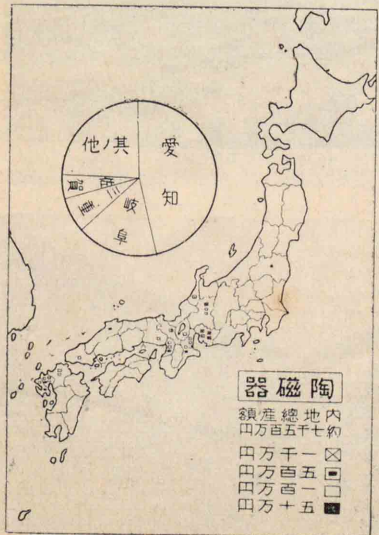 愛知
岐阜
三重
佐賀
其ノ他
陶磁器
内地總産額
約七千五百万円
一千万円
五百万円
一百万円
五十万円